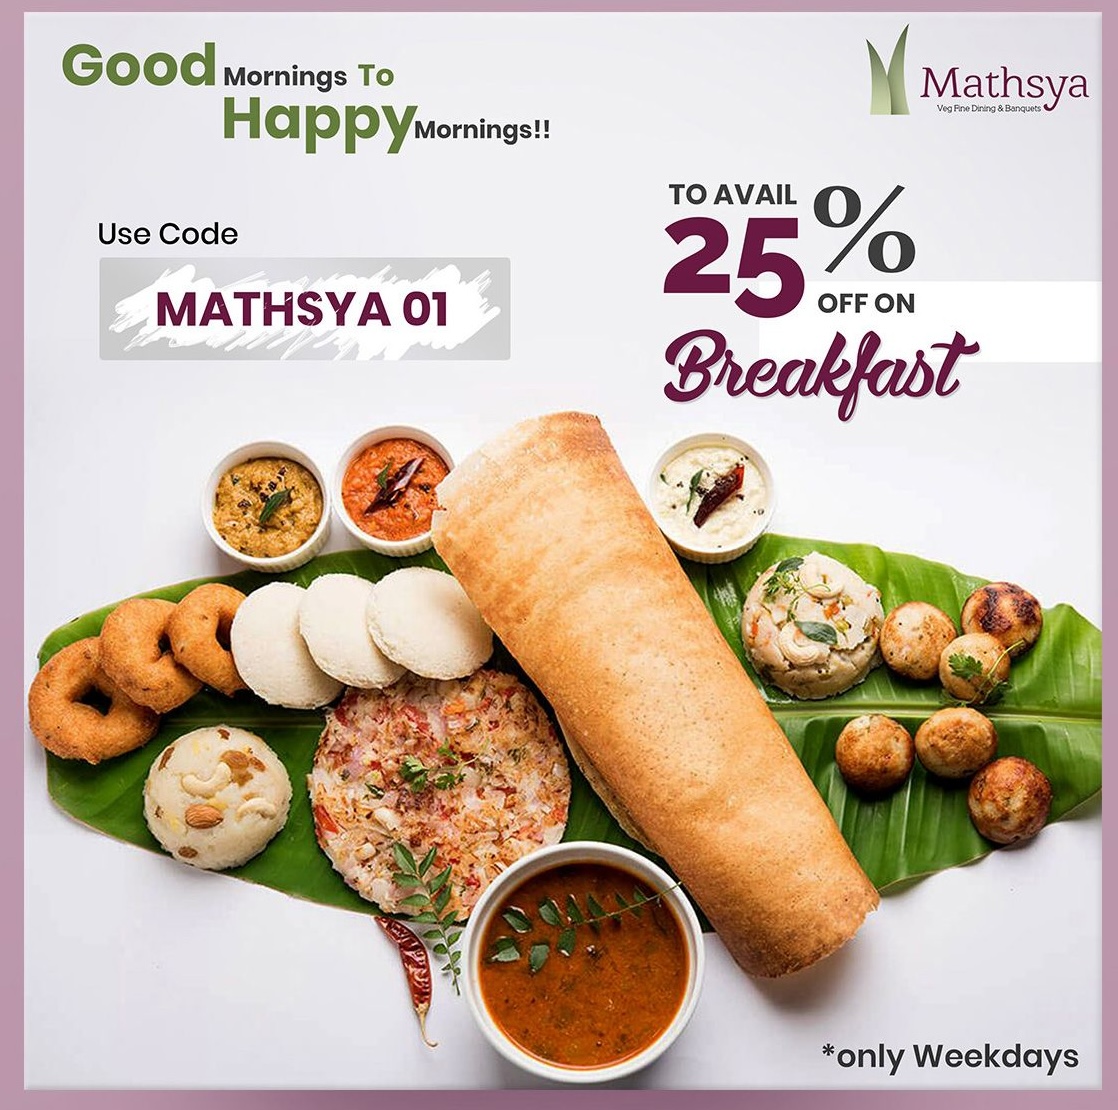 Good Mornings To
Happy Mornings!!
Mathsya
Veg Fine Dining & Banquets
Use Code
MATHSYA 01
TO AVAIL
25%
OFF ON
Breakfast
*only Weekdays